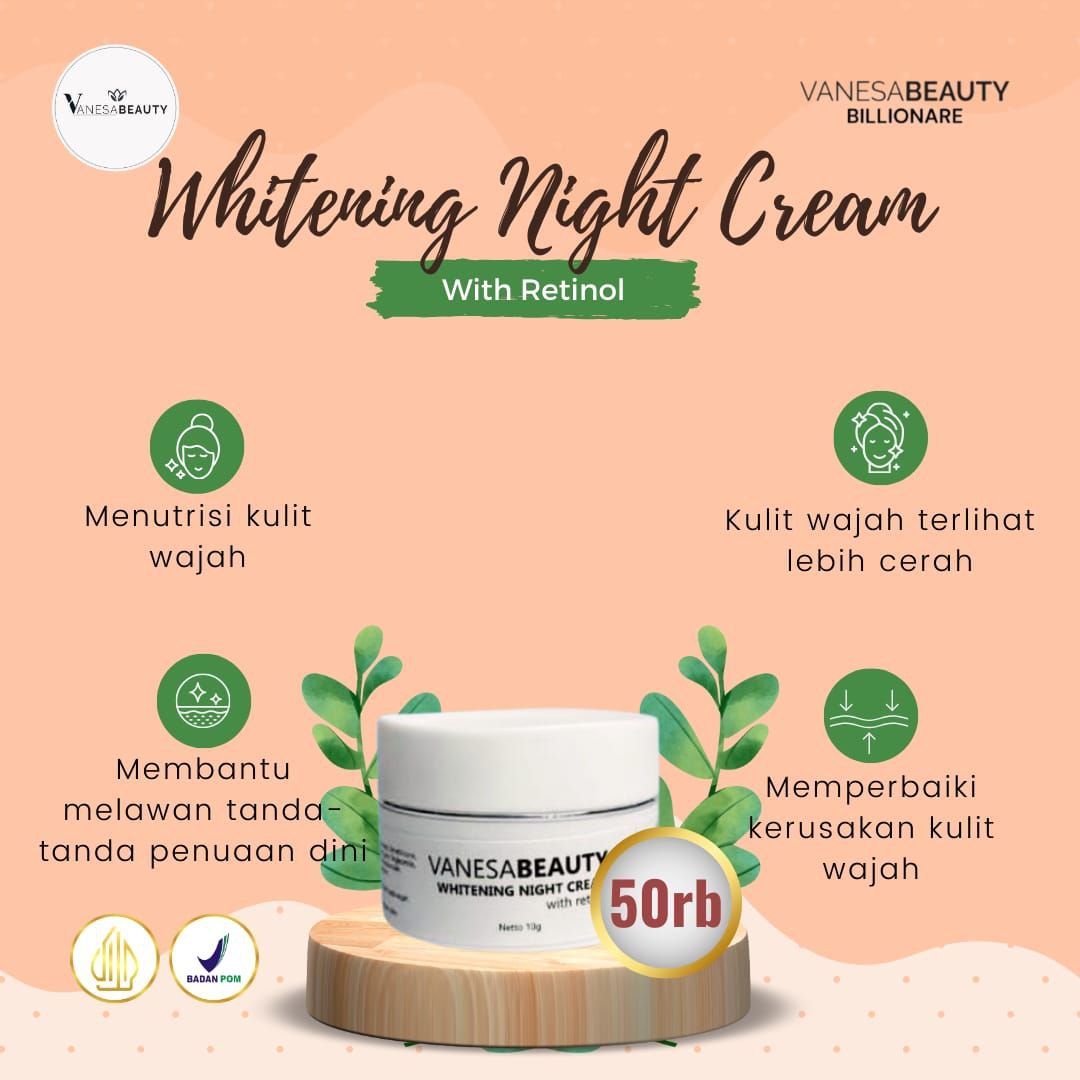 VANESABEAUTY
VANESABEAUTY
BILLIONARE
Whitening Night Cream
With Retinol
Menutrisi kulit
wajah
Kulit wajah terlihat
lebih cerah
Membantu
melawan tanda-
tanda penuaan dini
Memperbaiki
kerusakan kulit
wajah
VANESABEAUTY
WHITENING NIGHT CREA
with ret
Netto 10g
50rb
BADAN POM